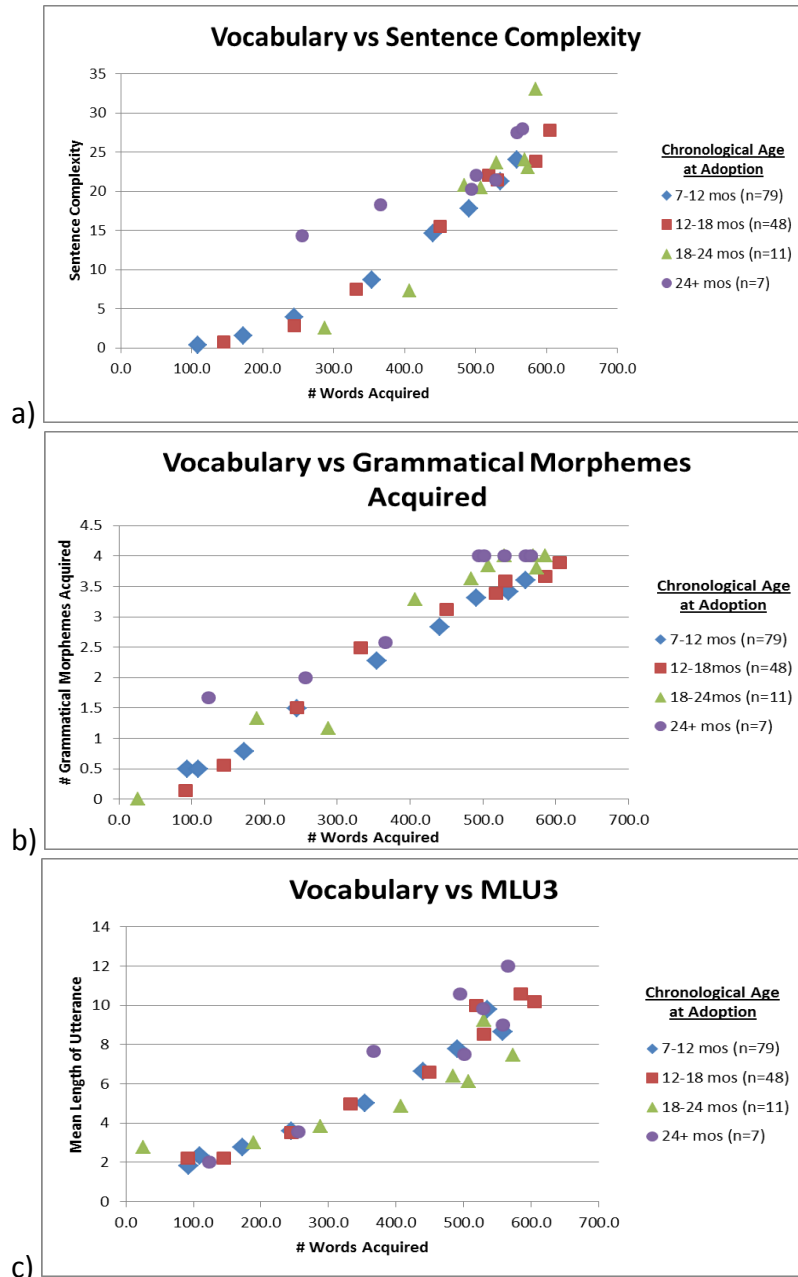 Vocabulary vs Sentence Complexity
35
30
25
20
15
10
5
0
0.0 100.0 200.0 300.0 400.0 500.0 600.0 700.0
Sentence Complexity
# Words Acquired
Chronological Age
at Adoption
7-12 mos (n=79)
12-18 mos (n=48)
18-24 mos (n=11)
24+ mos (n=7)
a)
Vocabulary vs Grammatical Morphemes
Acquired
4.5
4
3.5
3
2.5
2
1.5
1
0.5
0
0.0 100.0 200.0 300.0 400.0 500.0 600.0 700.0
# Grammatical Morphemes Acquired
# Words Acquired
Chronological Age
at Adoption
7-12 mos (n=79)
12-18mos (n=48)
18-24mos (n=11)
24+ mos (n=7)
b)
Vocabulary vs MLU3
14
12
10
8
6
4
2
0
0.0 100.0 200.0 300.0 400.0 500.0 600.0 700.0
Mean Length of Utterance
# Words Acquired
Chronological Age
at Adoption
7-12 mos (n=79)
12-18 mos (n=48)
18-24 mos (n=11)
24+ mos (n=7)
c)